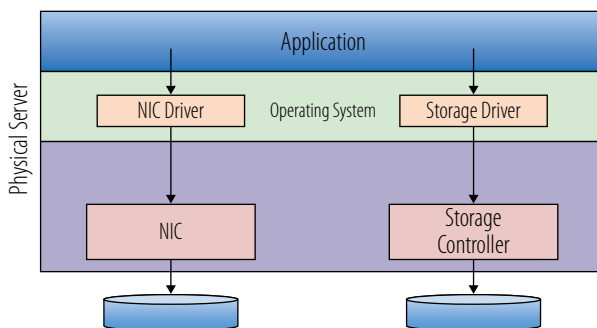 Physical Server
Application
NIC Driver
Operating System
Storage Driver
NIC
Storage
Controller